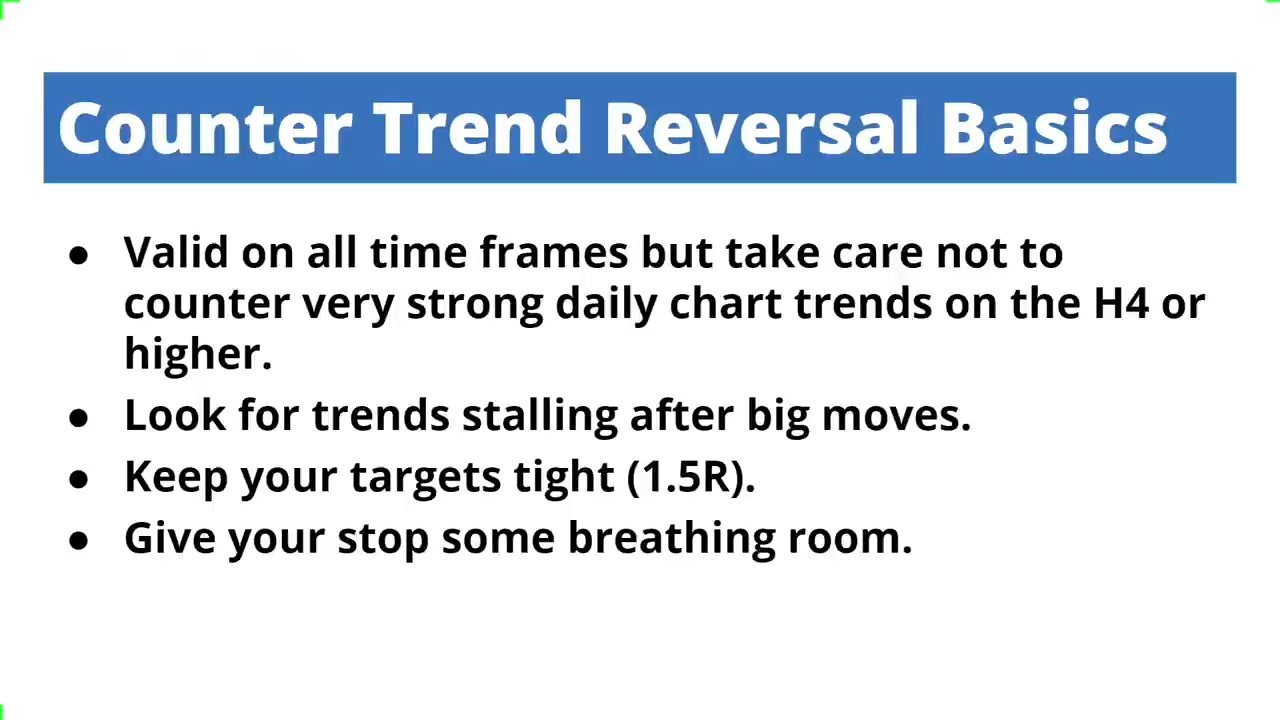 Counter Trend Reversal Basics
● Valid on all time frames but take care not to
counter very strong daily chart trends on the H4 or
higher.
● Look for trends stalling after big moves.
● Keep your targets tight (1.5R).
● Give your stop some breathing room.